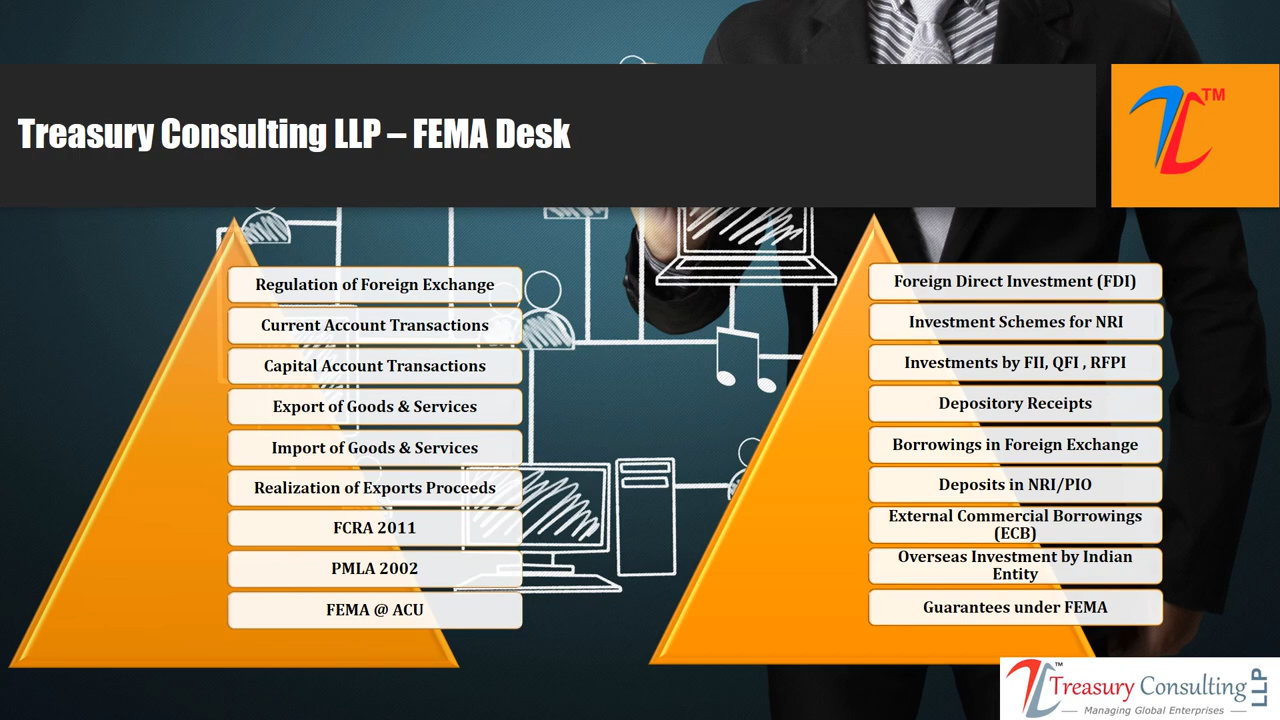 Treasury Consulting LLP – FEMA Desk
TM
Regulation of Foreign Exchange
Current Account Transactions
Capital Account Transactions
Export of Goods & Services
Import of Goods & Services
Realization of Exports Proceeds
FCRA 2011
PMLA 2002
FEMA @ ACU
Foreign Direct Investment (FDI)
Investment Schemes for NRI
Investments by FII, QFI , RFPI
Depository Receipts
Borrowings in Foreign Exchange
Deposits in NRI/PIO
External Commercial Borrowings
(ECB)
Overseas Investment by Indian
Entity
Guarantees under FEMA
TM
Treasury Consulting LLP
Managing Global Enterprises